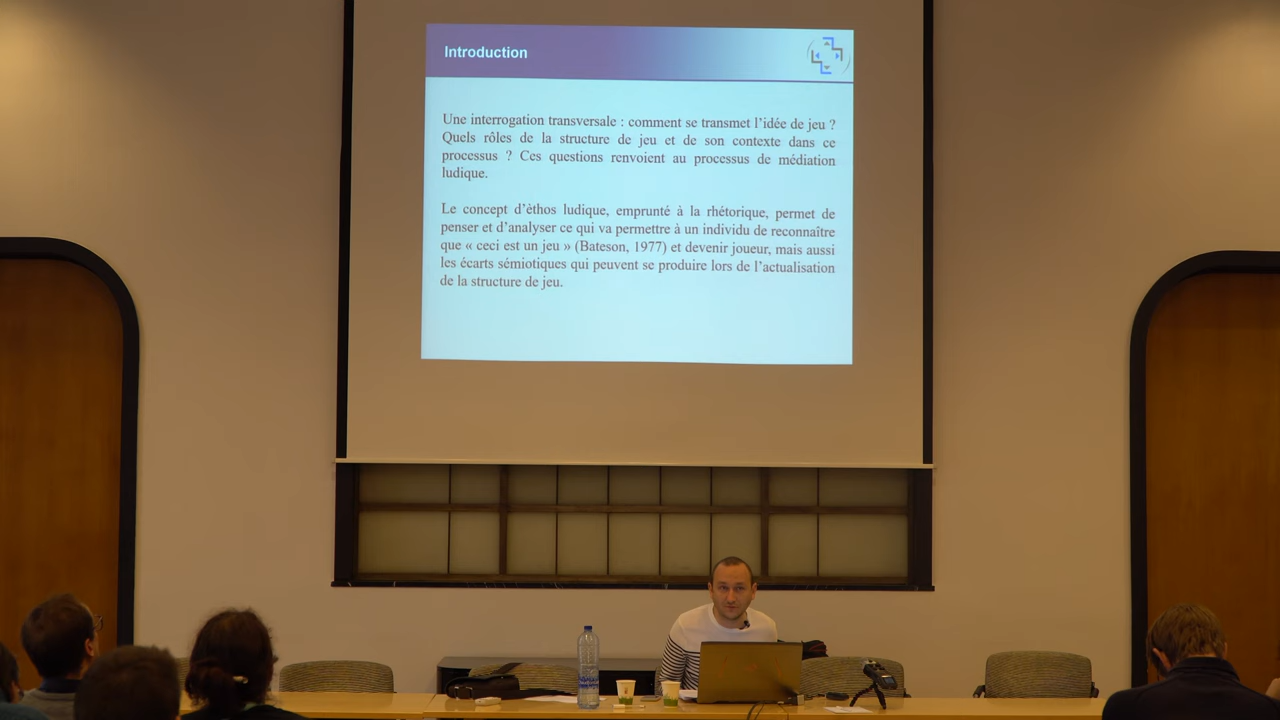 Introduction
Une interrogation transversale : comment se transmet l'idée de jeu ?
Quels rôles de la structure de jeu et de son contexte dans ce
processus ? Ces questions renvoient au processus de médiation
ludique.
Le concept d'èthos ludique, emprunté à la rhétorique, permet de
penser et d'analyser ce qui va permettre à un individu de reconnaître
que « ceci est un jeu » (Bateson, 1977) et devenir joueur, mais aussi
les écarts sémiotiques qui peuvent se produire lors de l'actualisation
de la structure de jeu.